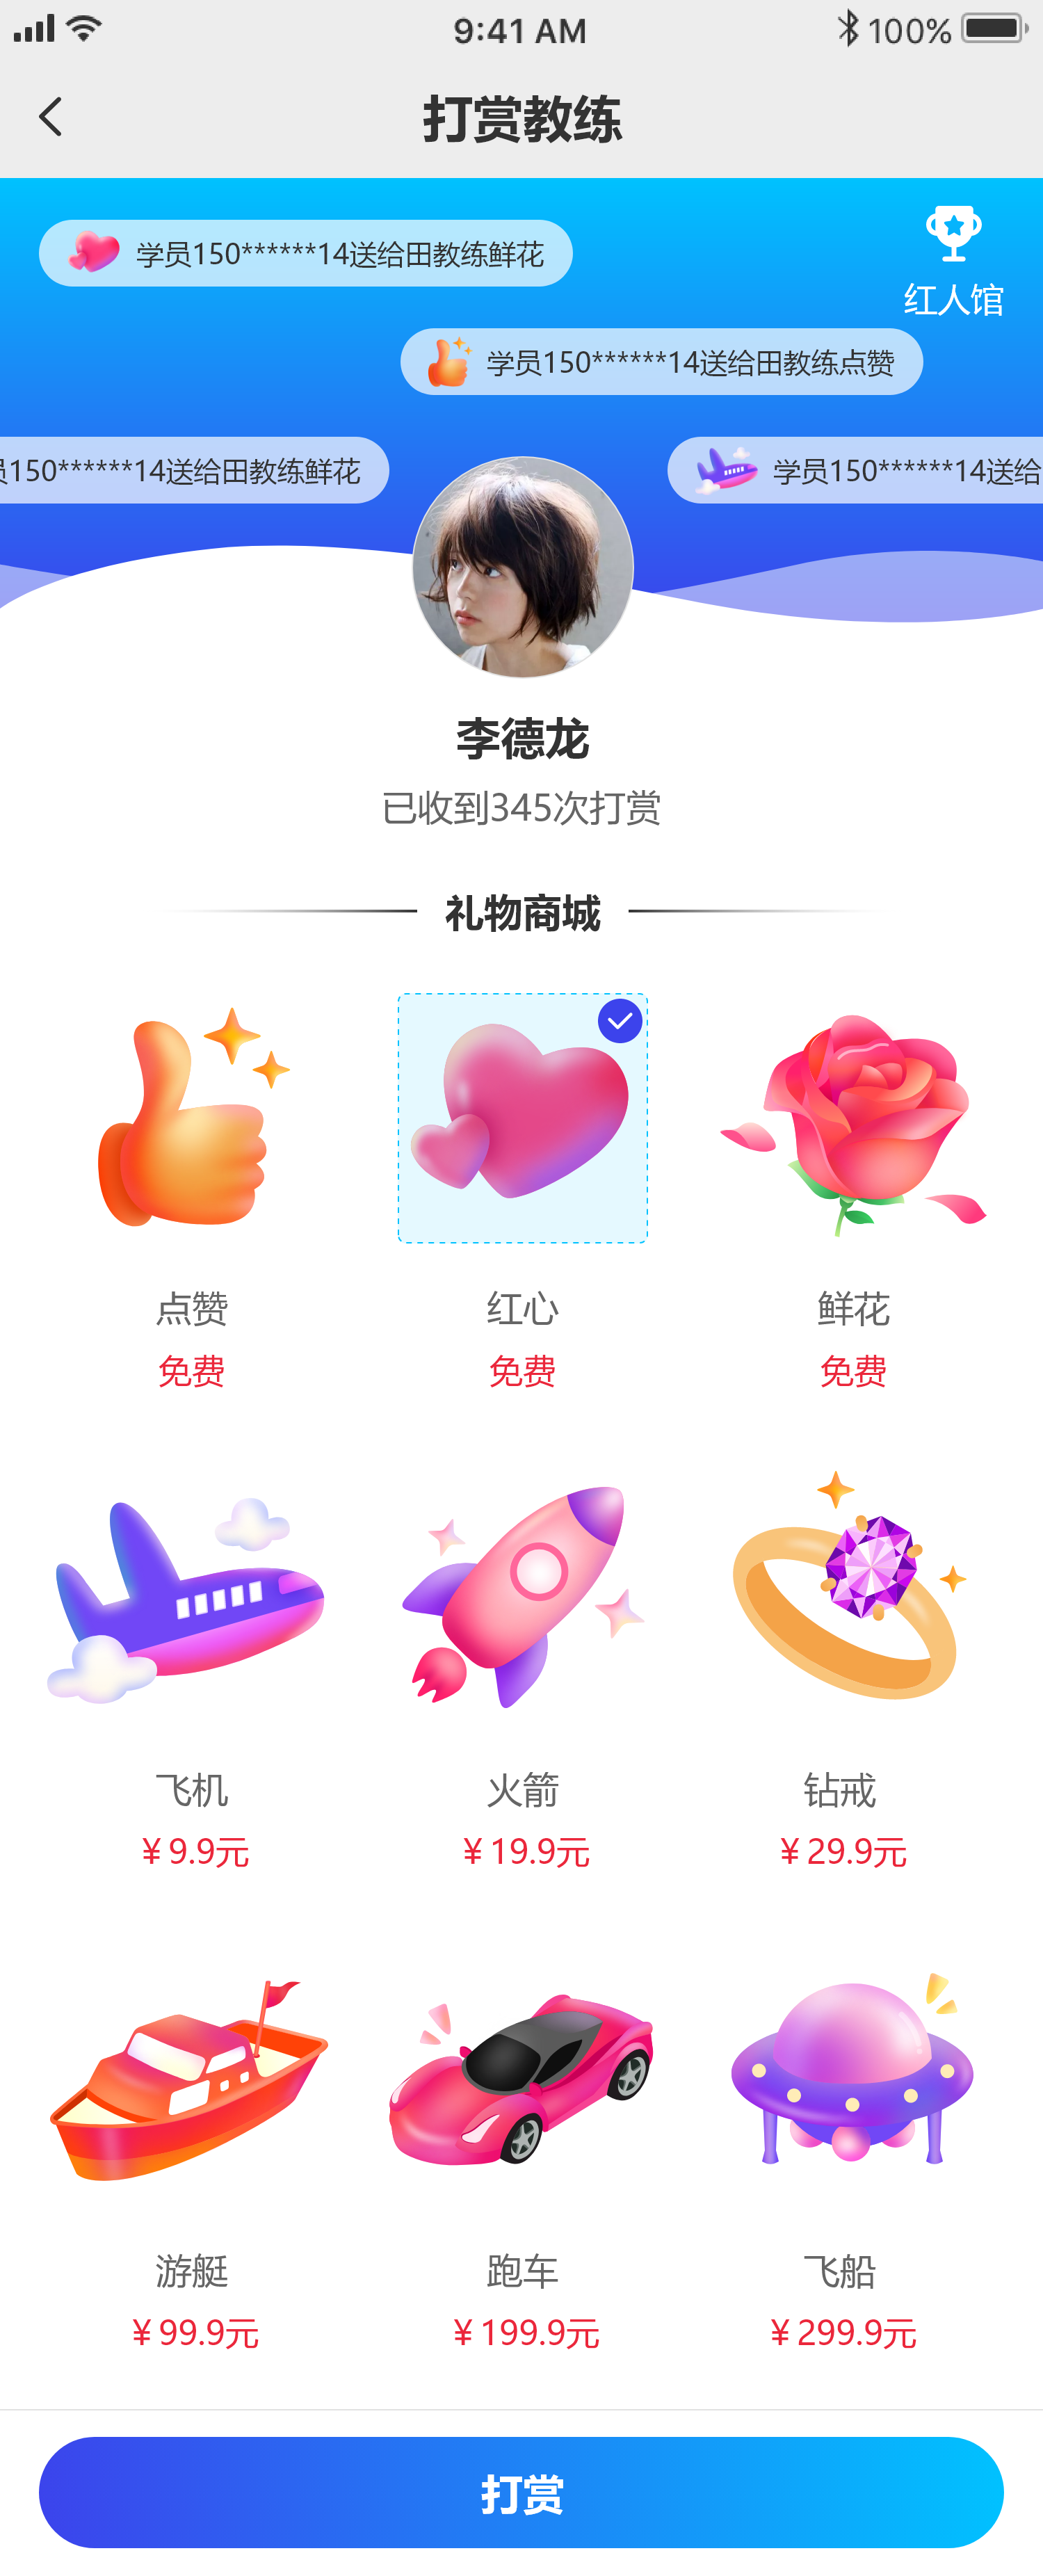 9:41 AM
100%
打赏教练
学员150******14送给田教练鲜花
红人馆
学员150******14送给田教练点赞
员150******14送给田教练鲜花
学员150******14送给
李德龙
已收到345次打赏
礼物商城
点赞
红心
鲜花
免费
免费
免费
飞机
火箭
钻戒
¥ 9.9元
¥ 19.9元
¥ 29.9元
游艇
跑车
飞船
¥ 99.9元
¥ 199.9元
¥ 299.9元
打赏